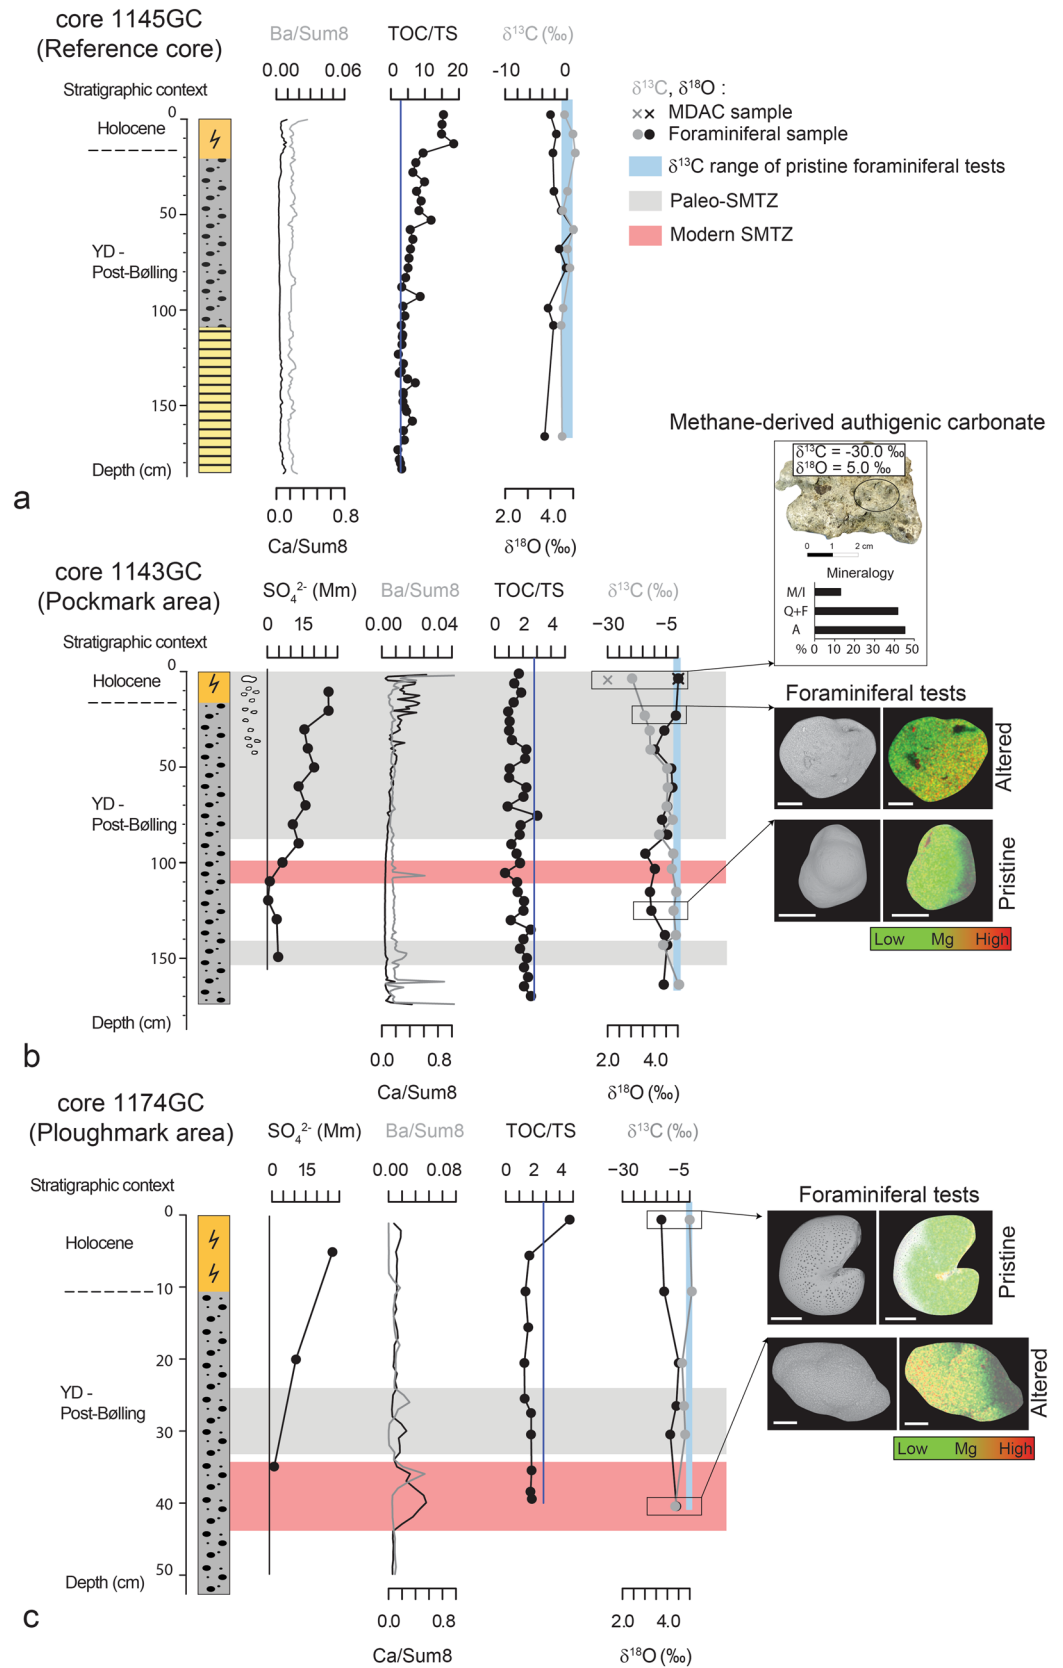 core 1145GC
(Reference core)
Ba/Sum8
TOC/TS
δ¹³C (‰)
0.00 0.06
0 10 20
-10 0
Stratigraphic context
δ¹³C, δ¹⁸O :
MDAC sample
Foraminiferal sample
δ¹³C range of pristine foraminiferal tests
Paleo-SMTZ
Modern SMTZ
0
Holocene
50
YD -
Post-Bølling
100
150
Depth (cm)
a
0.0 0.8
Ca/Sum8
2.0 4.0
δ¹⁸O (‰)
Methane-derived authigenic carbonate
δ¹³C = -30.0 ‰
δ¹⁸O = 5.0 ‰
0 1 2 cm
Mineralogy
M/I
Q+F
A
% 0 10 20 30 40 50
core 1143GC
(Pockmark area)
SO₄²⁻ (Mm)
Ba/Sum8
TOC/TS
δ¹³C (‰)
0 15
0.00 0.04
0 2 4
−30 −5
Stratigraphic context
0
Holocene
50
YD -
Post-Bølling
100
150
Depth (cm)
Foraminiferal tests
Altered
Pristine
Low Mg High
b
0.0 0.8
Ca/Sum8
2.0 4.0
δ¹⁸O (‰)
core 1174GC
(Ploughmark area)
SO₄²⁻ (Mm)
Ba/Sum8
TOC/TS
δ¹³C (‰)
0 15
0.00 0.08
0 2 4
−30 −5
Stratigraphic context
0
Holocene
10
20
YD -
Post-Bølling
30
40
50
Depth (cm)
Foraminiferal tests
Pristine
Altered
Low Mg High
c
0.0 0.8
Ca/Sum8
2.0 4.0
δ¹⁸O (‰)